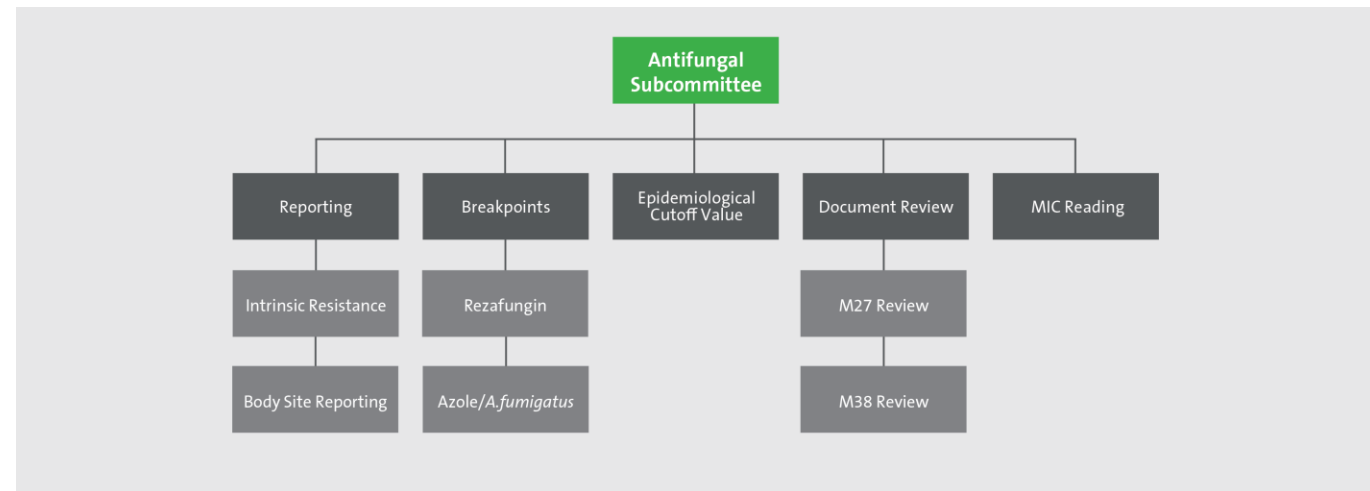 Antifungal
Subcommittee
Reporting
Breakpoints
Epidemiological
Cutoff Value
Document Review
MIC Reading
Intrinsic Resistance
Rezafungin
M27 Review
Body Site Reporting
Azole/A.fumigatus
M38 Review